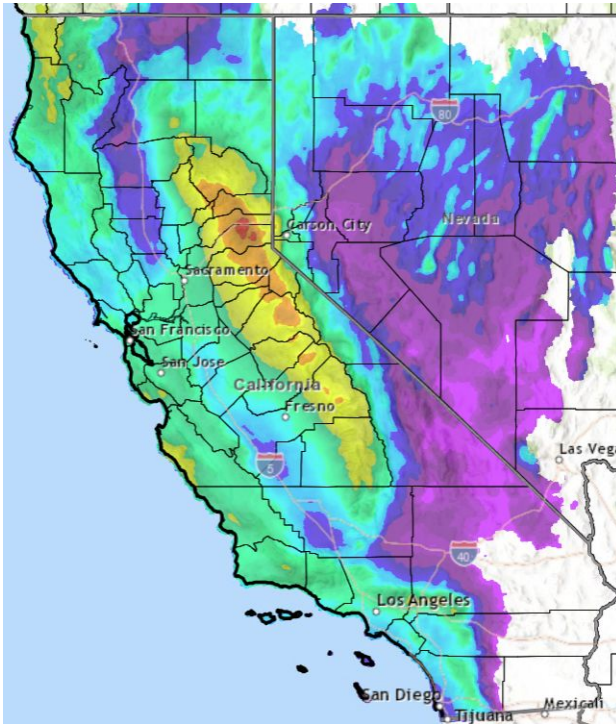 80
Carson City
Nevada
Sacramento
San Francisco
San Jose
California
Fresno
Las Vega
5
40
Los Angeles
San Diego
Tijuana
Mexicali